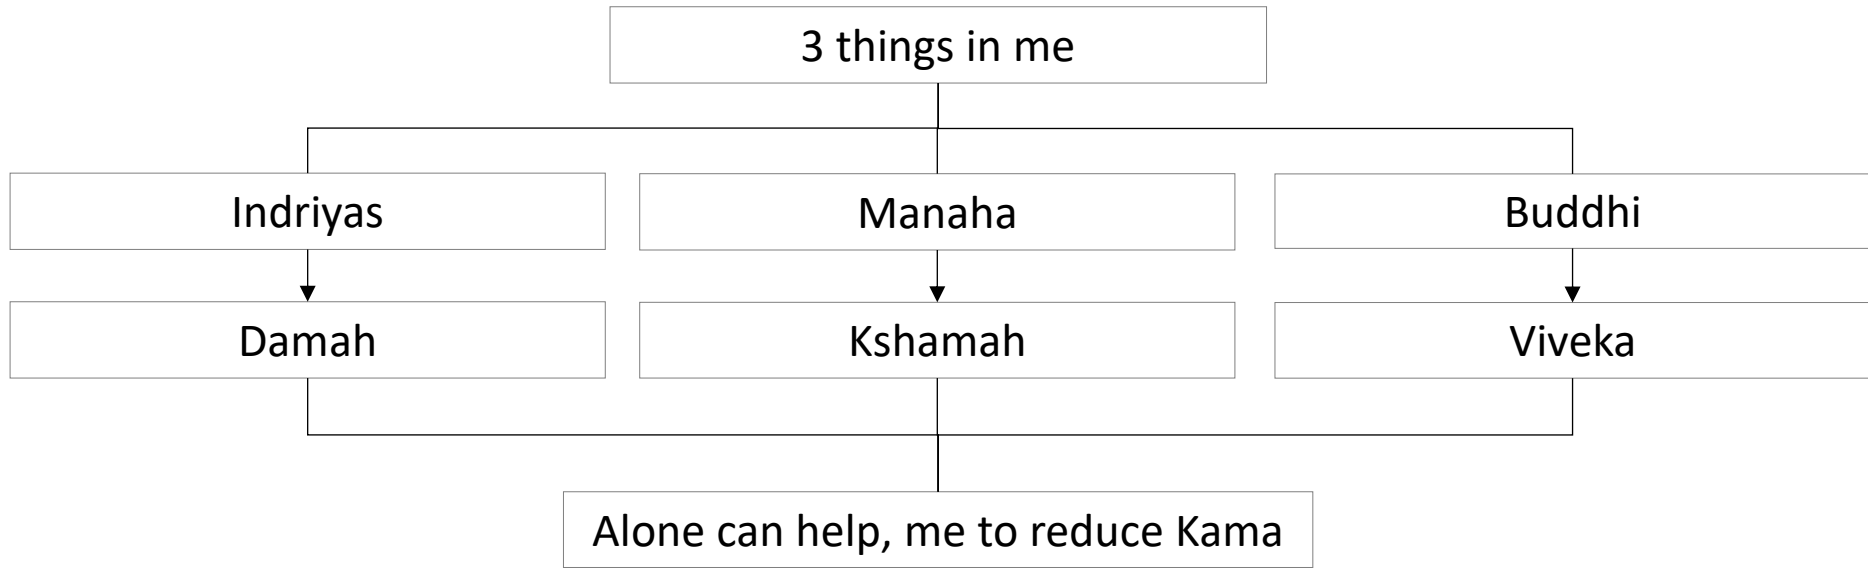 3 things in me
Indriyas
Manaha
Buddhi
Damah
Kshamah
Viveka
Alone can help, me to reduce Kama